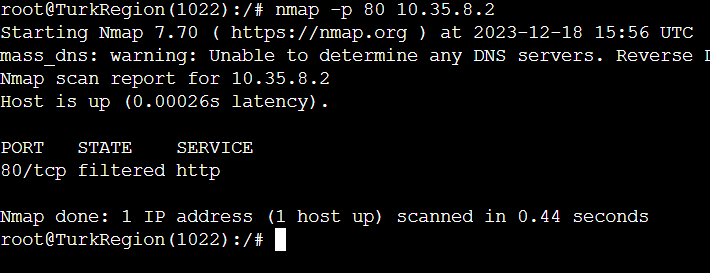 root@TurkRegion(1022):/# nmap -p 80 10.35.8.2
Starting Nmap 7.70 ( https://nmap.org ) at 2023-12-18 15:56 UTC
mass_dns: warning: Unable to determine any DNS servers. Reverse
Nmap scan report for 10.35.8.2
Host is up (0.00026s latency).
PORT   STATE    SERVICE
80/tcp filtered http
Nmap done: 1 IP address (1 host up) scanned in 0.44 seconds
root@TurkRegion(1022):/#